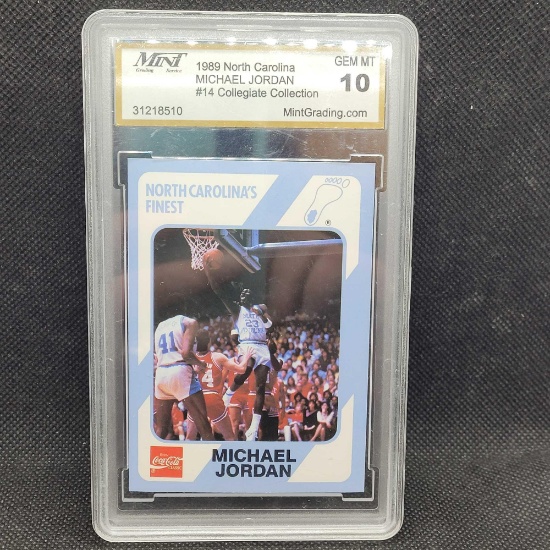 MINT
Grading Service
1989 North Carolina
MICHAEL JORDAN
#14 Collegiate Collection
GEM MT
10
31218510
MintGrading.com
NORTH CAROLINA'S
FINEST
®
41
23
4
Coca-Cola
MICHAEL
JORDAN